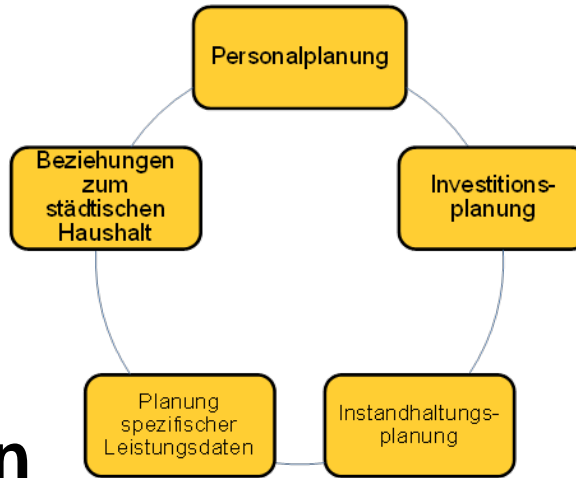 Personalplanung
Beziehungen
zum
städtischen
Haushalt
Investitions-
planung
Planung
spezifischer
Leistungsdaten
Instandhaltungs-
planung
n